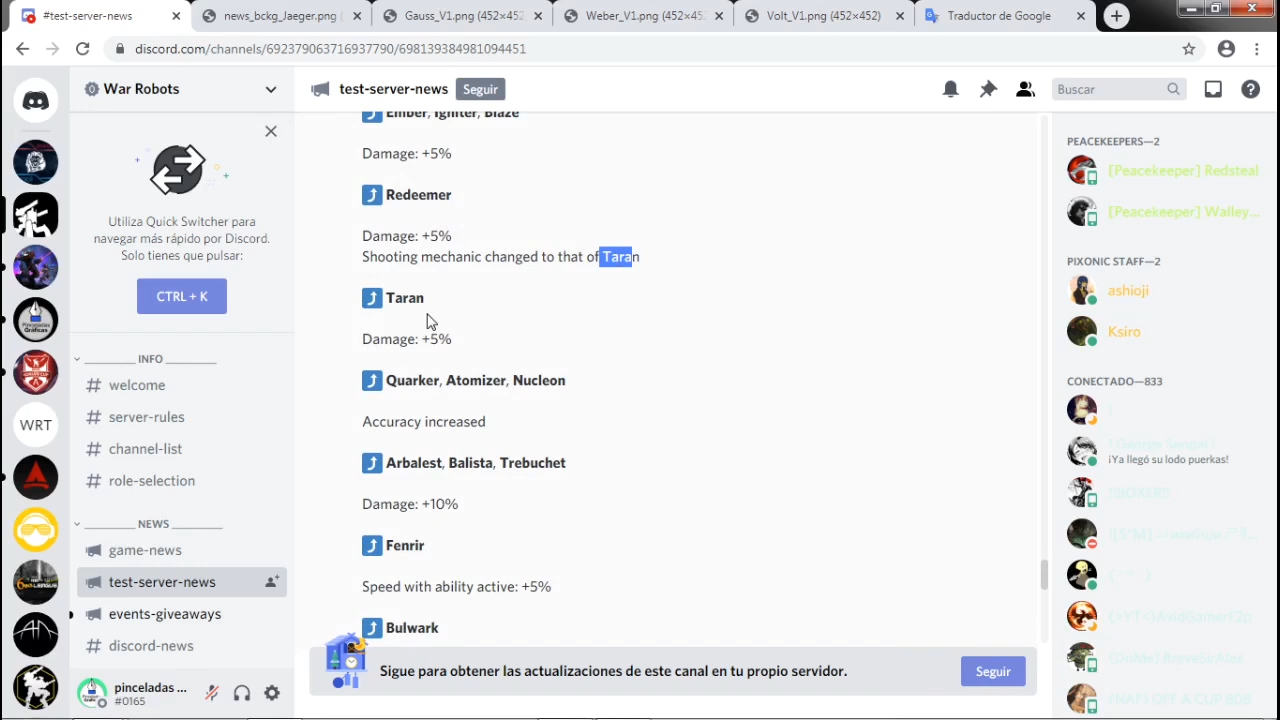 #test-server-news
news_bckg_Jaeger.png (
Gauss_V1.png (452×452
Weber_V1.png (452×452
Volt_V1.png (452×452)
Traductor de Google
discord.com/channels/692379063716937790/698139384981094451
War Robots
test-server-news
Seguir
Buscar
Utiliza Quick Switcher para
navegar más rápido por Discord.
Solo tienes que pulsar:
CTRL + K
INFO
welcome
server-rules
channel-list
role-selection
NEWS
game-news
test-server-news
events-giveaways
discord-news
WRT
pinceladas ...
#0165
Ember, Igniter, Blaze
Damage: +5%
Redeemer
Damage: +5%
Shooting mechanic changed to that of Taran
Taran
Damage: +5%
Quarker, Atomizer, Nucleon
Accuracy increased
Arbalest, Balista, Trebuchet
Damage: +10%
Fenrir
Speed with ability active: +5%
Bulwark
Sigue para obtener las actualizaciones de este canal en tu propio servidor.
Seguir
PEACEKEEPERS—2
[Peacekeeper] Redsteal
[Peacekeeper] Walley...
PIXONIC STAFF—2
ashioji
Ksiro
CONECTADO—833
¡Ya llegó su lodo puerkas!